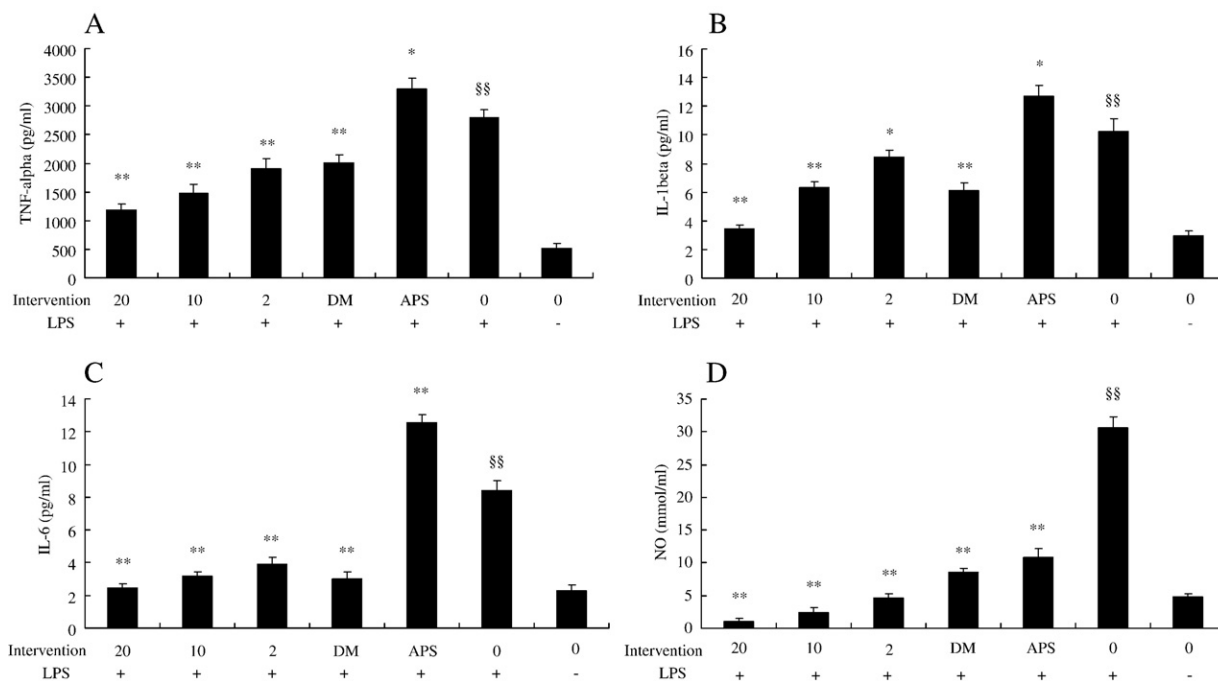 A
TNF-alpha (pg/ml)
4000
3500
3000
2500
2000
1500
1000
500
0
** ** ** ** * §§
Intervention 20 10 2 DM APS 0 0
LPS + + + + + + -
B
IL-1beta (pg/ml)
16
14
12
10
8
6
4
2
0
** ** * ** * §§
Intervention 20 10 2 DM APS 0 0
LPS + + + + + + -
C
IL-6 (pg/ml)
14
12
10
8
6
4
2
0
** ** ** ** ** §§
Intervention 20 10 2 DM APS 0 0
LPS + + + + + + -
D
NO (mmol/ml)
35
30
25
20
15
10
5
0
** ** ** ** ** §§
Intervention 20 10 2 DM APS 0 0
LPS + + + + + + -